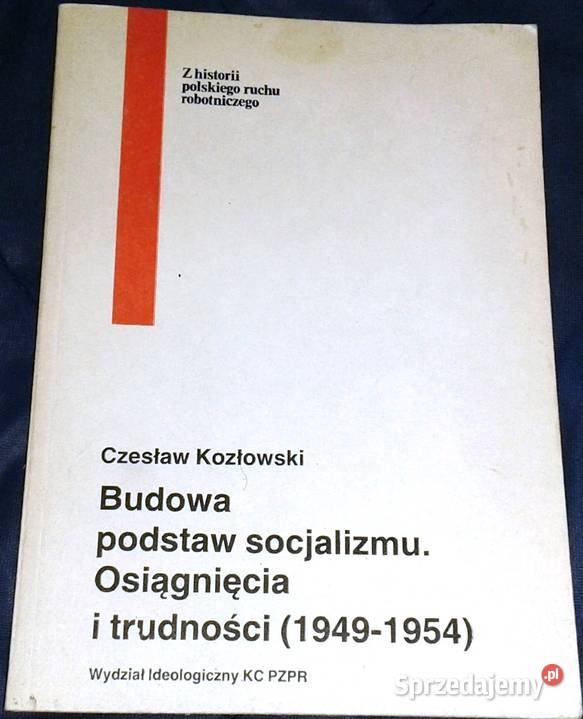 Z historii
polskiego ruchu
robotniczego
Czesław Kozłowski
Budowa
podstaw socjalizmu.
Osiągnięcia
i trudności (1949-1954)
Wydział Ideologiczny KC PZPR
Sprzedajemy.pl